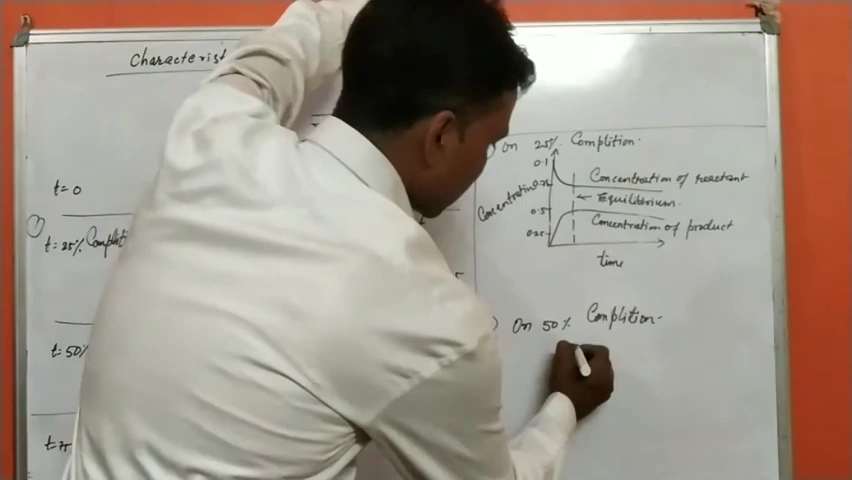 Characterist
t=0
t=25% Complition
t=50%
t=75
On 25% Complition.
0.1
Concentration of reactant
Equilibrium.
Concentration
0.5
Concentration of product
0.25
time
On 50% Complition.